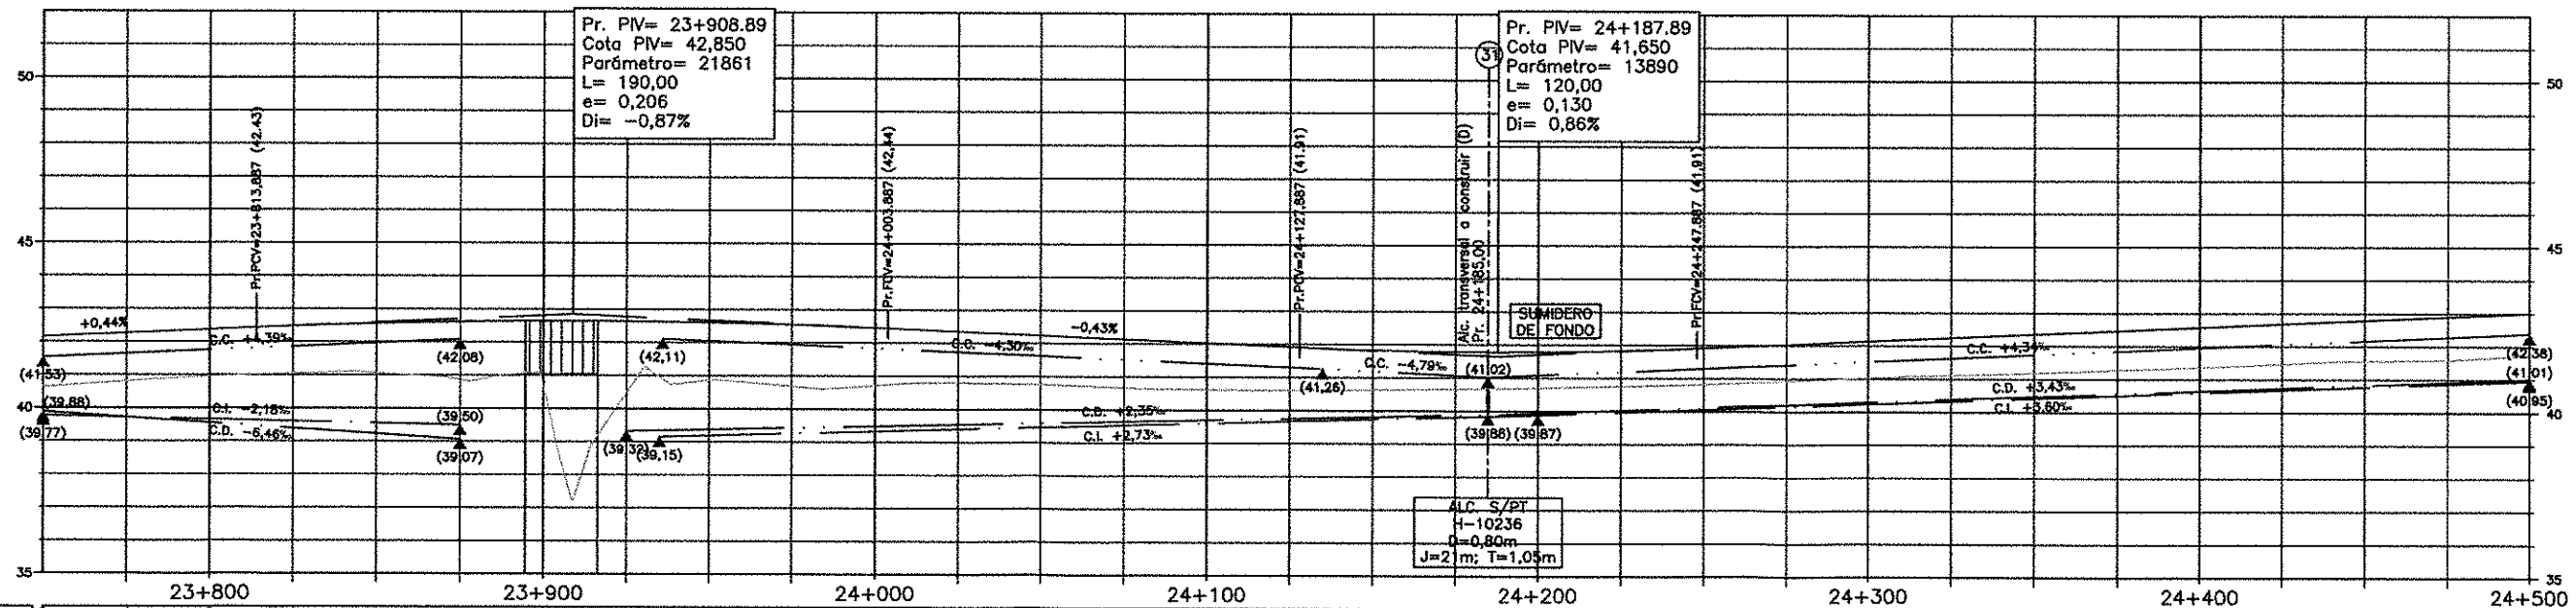 Pr. PIV= 23+908.89
Cota PIV= 42,850
Parámetro= 21861
L= 190,00
e= 0,206
Di= -0,87%
Pr. PIV= 24+187.89
Cota PIV= 41,650
Parámetro= 13890
L= 120,00
e= 0,130
Di= 0,86%
31
50
50
Pr.PCV=23+813,887 (42.43)
Pr.FCV=24+003.887 (42,44)
Pr.PCV=24+127.887 (41.91)
Alc. transversal a construir (D)
Pr. 24+185,00
Pr.FCV=24+247.887 (41,91)
45
45
SUMIDERO
DE FONDO
+0,44%
-0,43%
C.C. +4,39‰
C.C. -4,30‰
C.C. -4,79‰
C.C. +4,34‰
(42,08)
(42,11)
(41,53)
(41,26)
(41,02)
(42,38)
(41,01)
(39,88)
C.I. -2,18‰
(39,50)
C.D. +2,35‰
C.D. +3,43‰
C.I. +3,60‰
(40,95)
40
40
(39,77)
C.D. -6,46‰
(39,07)
(39,32)
(39,15)
C.I. +2,73‰
(39,88)
(39,87)
ALC. S/PT
H-10236
D=0,80m
J=21m; T=1,05m
35
35
23+800
23+900
24+000
24+100
24+200
24+300
24+400
24+500